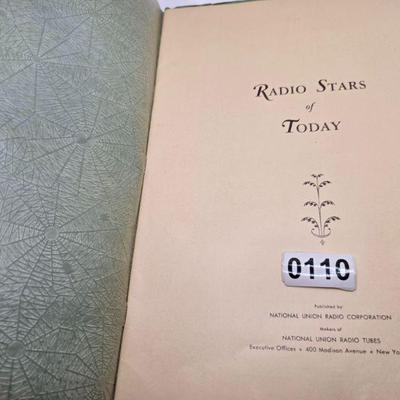 RADIO STARS
of
TODAY
0110
Published by
NATIONAL UNION RADIO CORPORATION
Makers of
NATIONAL UNION RADIO TUBES
Executive Offices • 400 Madison Avenue • New